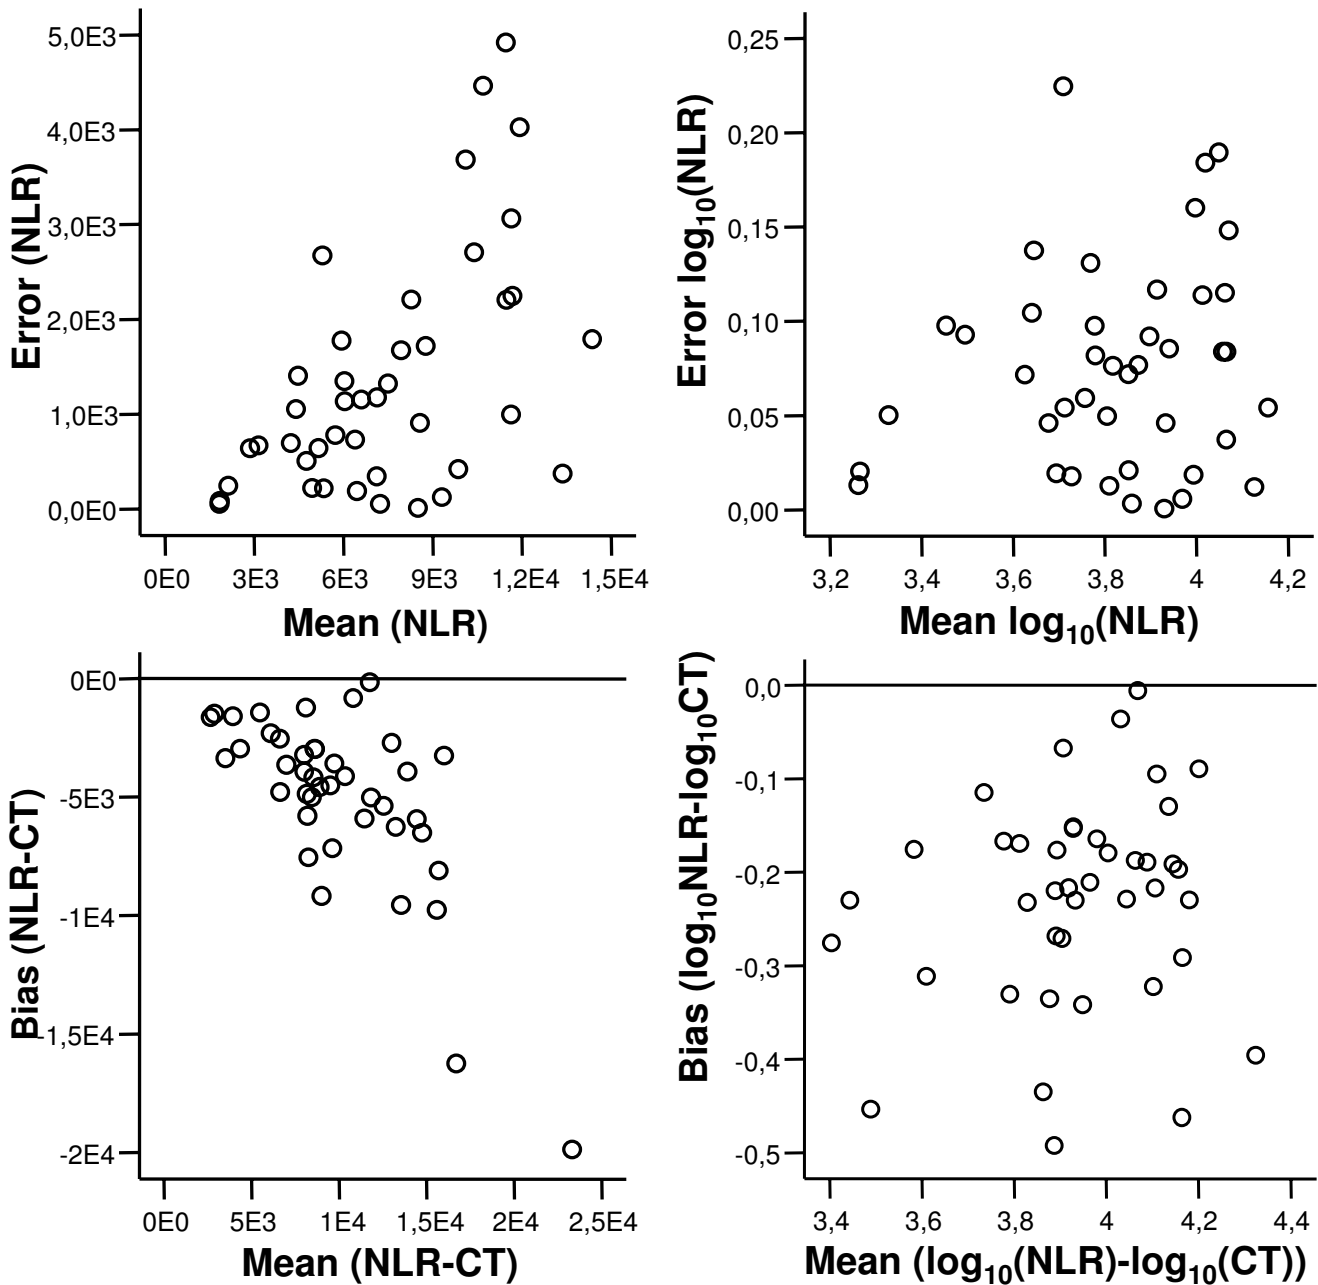 5,0E3
4,0E3
3,0E3
2,0E3
1,0E3
0,0E0
Error (NLR)
0E0 3E3 6E3 9E3 1,2E4 1,5E4
Mean (NLR)
0,25
0,20
0,15
0,10
0,05
0,00
Error log₁₀(NLR)
3,2 3,4 3,6 3,8 4 4,2
Mean log₁₀(NLR)
0E0
-5E3
-1E4
-1,5E4
-2E4
Bias (NLR-CT)
0E0 5E3 1E4 1,5E4 2E4 2,5E4
Mean (NLR-CT)
0,0
-0,1
-0,2
-0,3
-0,4
-0,5
Bias (log₁₀NLR-log₁₀CT)
3,4 3,6 3,8 4 4,2 4,4
Mean (log₁₀(NLR)-log₁₀(CT))